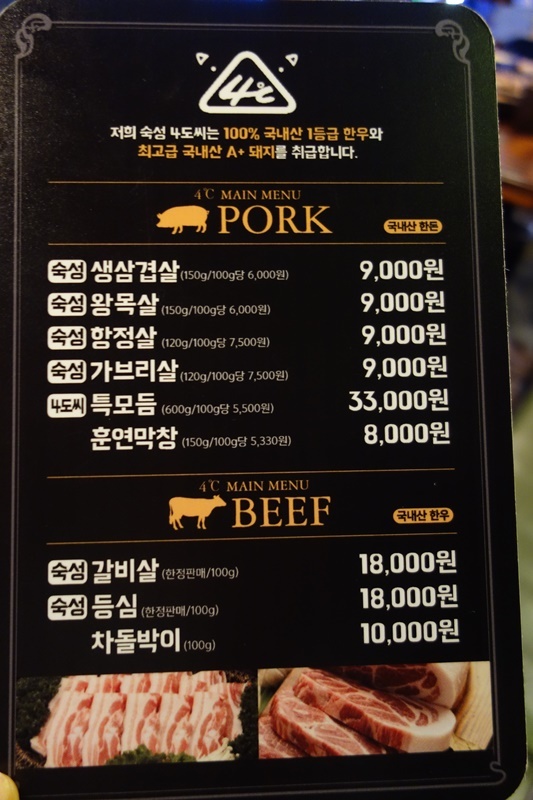 4℃
저희 숙성 4도씨는 100% 국내산 1등급 한우와
최고급 국내산 A+ 돼지를 취급합니다.
4℃ MAIN MENU
PORK 국내산 한돈
숙성 생삼겹살(150g/100g당 6,000원) 9,000원
숙성 왕목살(150g/100g당 6,000원) 9,000원
숙성 항정살(120g/100g당 7,500원) 9,000원
숙성 가브리살(120g/100g당 7,500원) 9,000원
4도씨 특모듬 (600g/100g당 5,500원) 33,000원
훈연막창 (150g/100g당 5,330원) 8,000원
4℃ MAIN MENU
BEEF 국내산 한우
숙성 갈비살 (한정판매/100g) 18,000원
숙성 등심 (한정판매/100g) 18,000원
차돌박이(100g) 10,000원